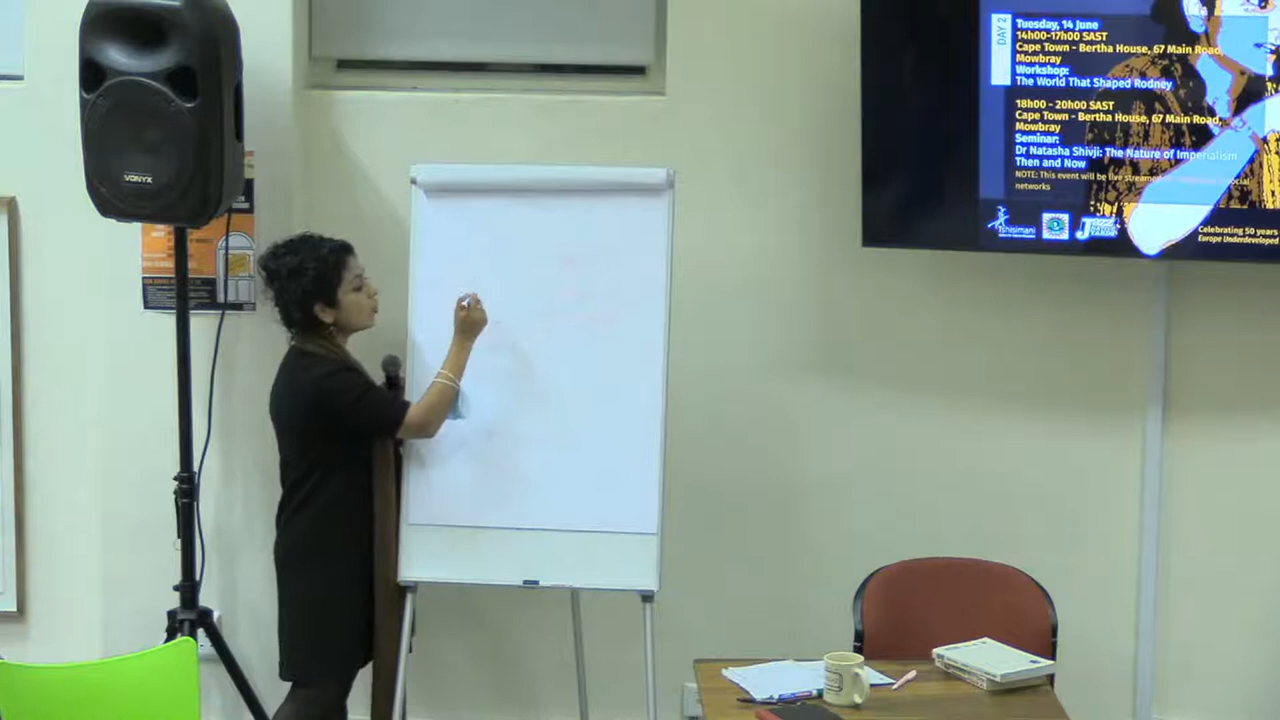 VONYX
DAY 2
Tuesday, 14 June
14h00-17h00 SAST
Cape Town - Bertha House, 67 Main Road,
Mowbray
Workshop:
The World That Shaped Rodney
18h00 - 20h00 SAST
Cape Town - Bertha House, 67 Main Road,
Mowbray
Seminar:
Dr Natasha Shivji: The Nature of Imperialism
Then and Now
NOTE: This event will be live streamed social
networks
Tshisimani
Celebrating 50 years
Europe Underdeveloped